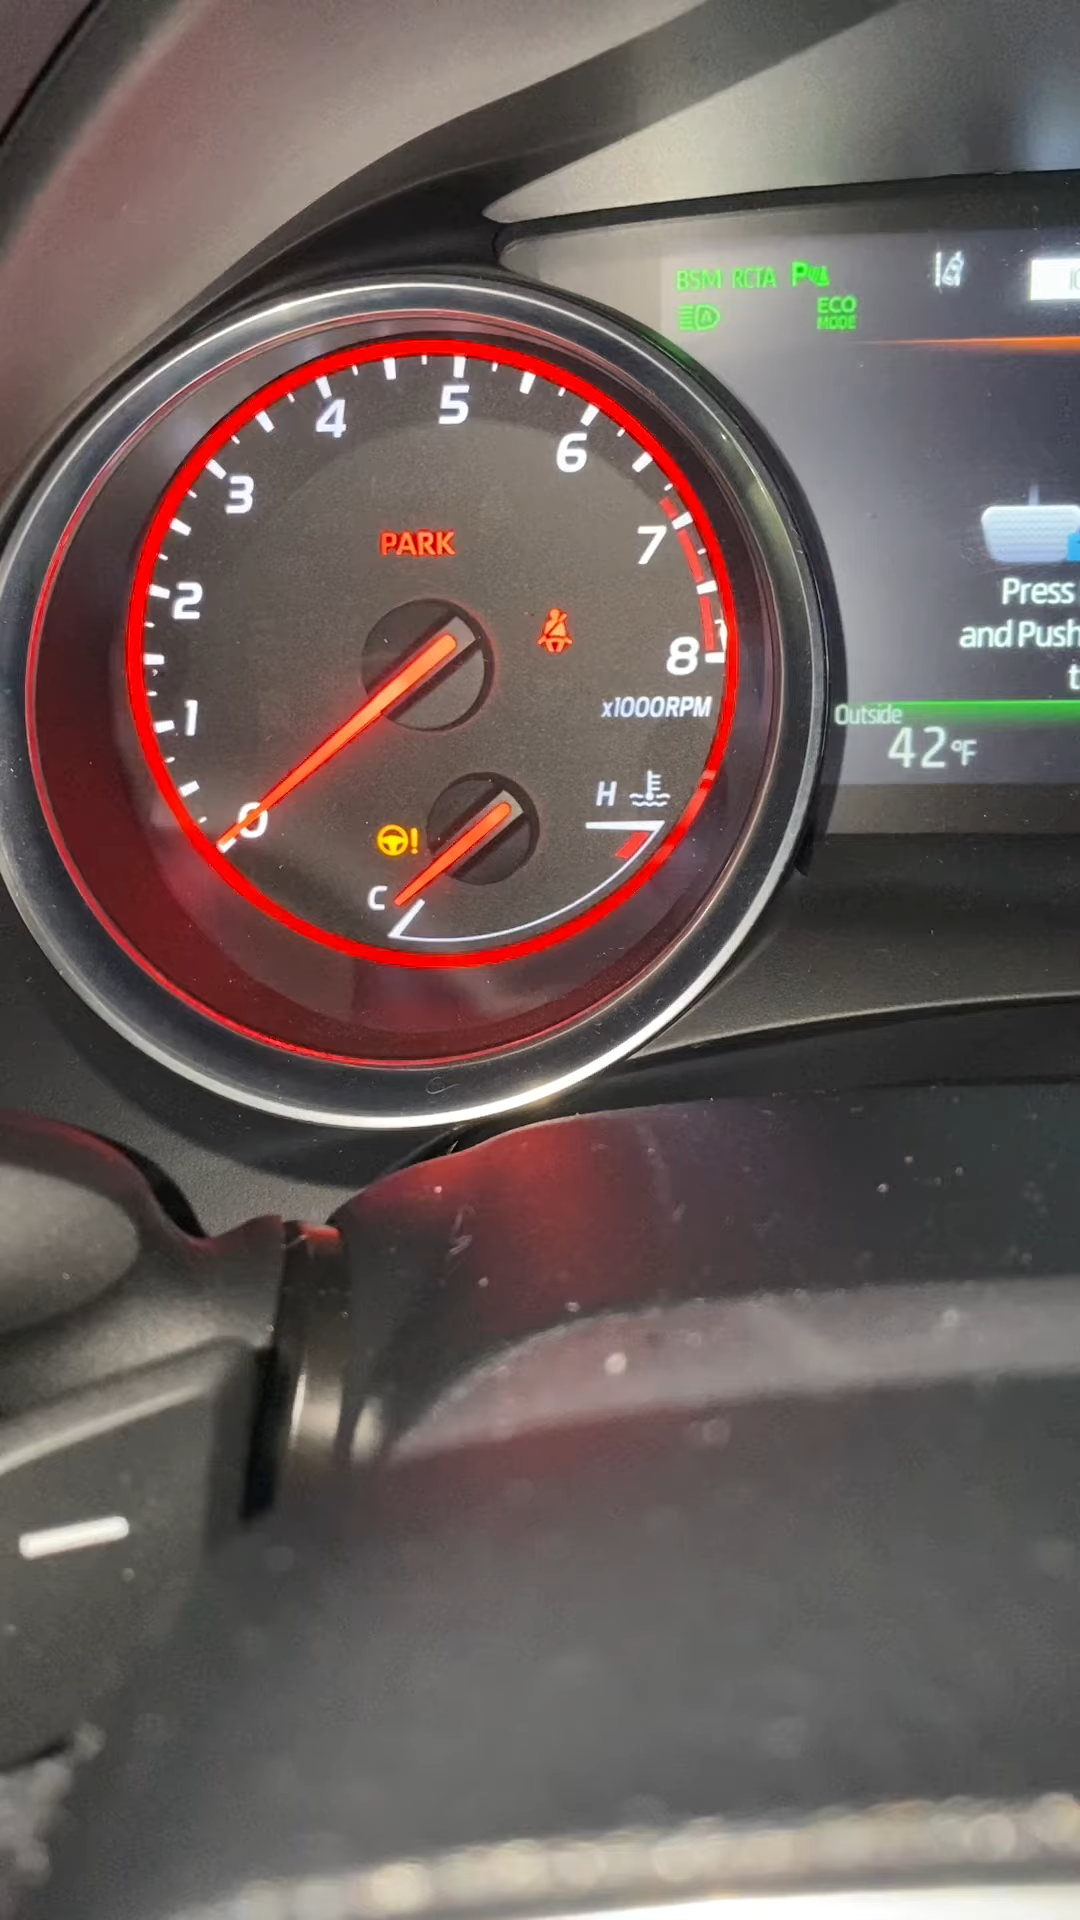 BSM RCTA P
A
ECO
MODE
4
5
6
3
7
2
8
1
0
PARK
x1000RPM
H
!
C
Press
and Push
t
Outside
42°F